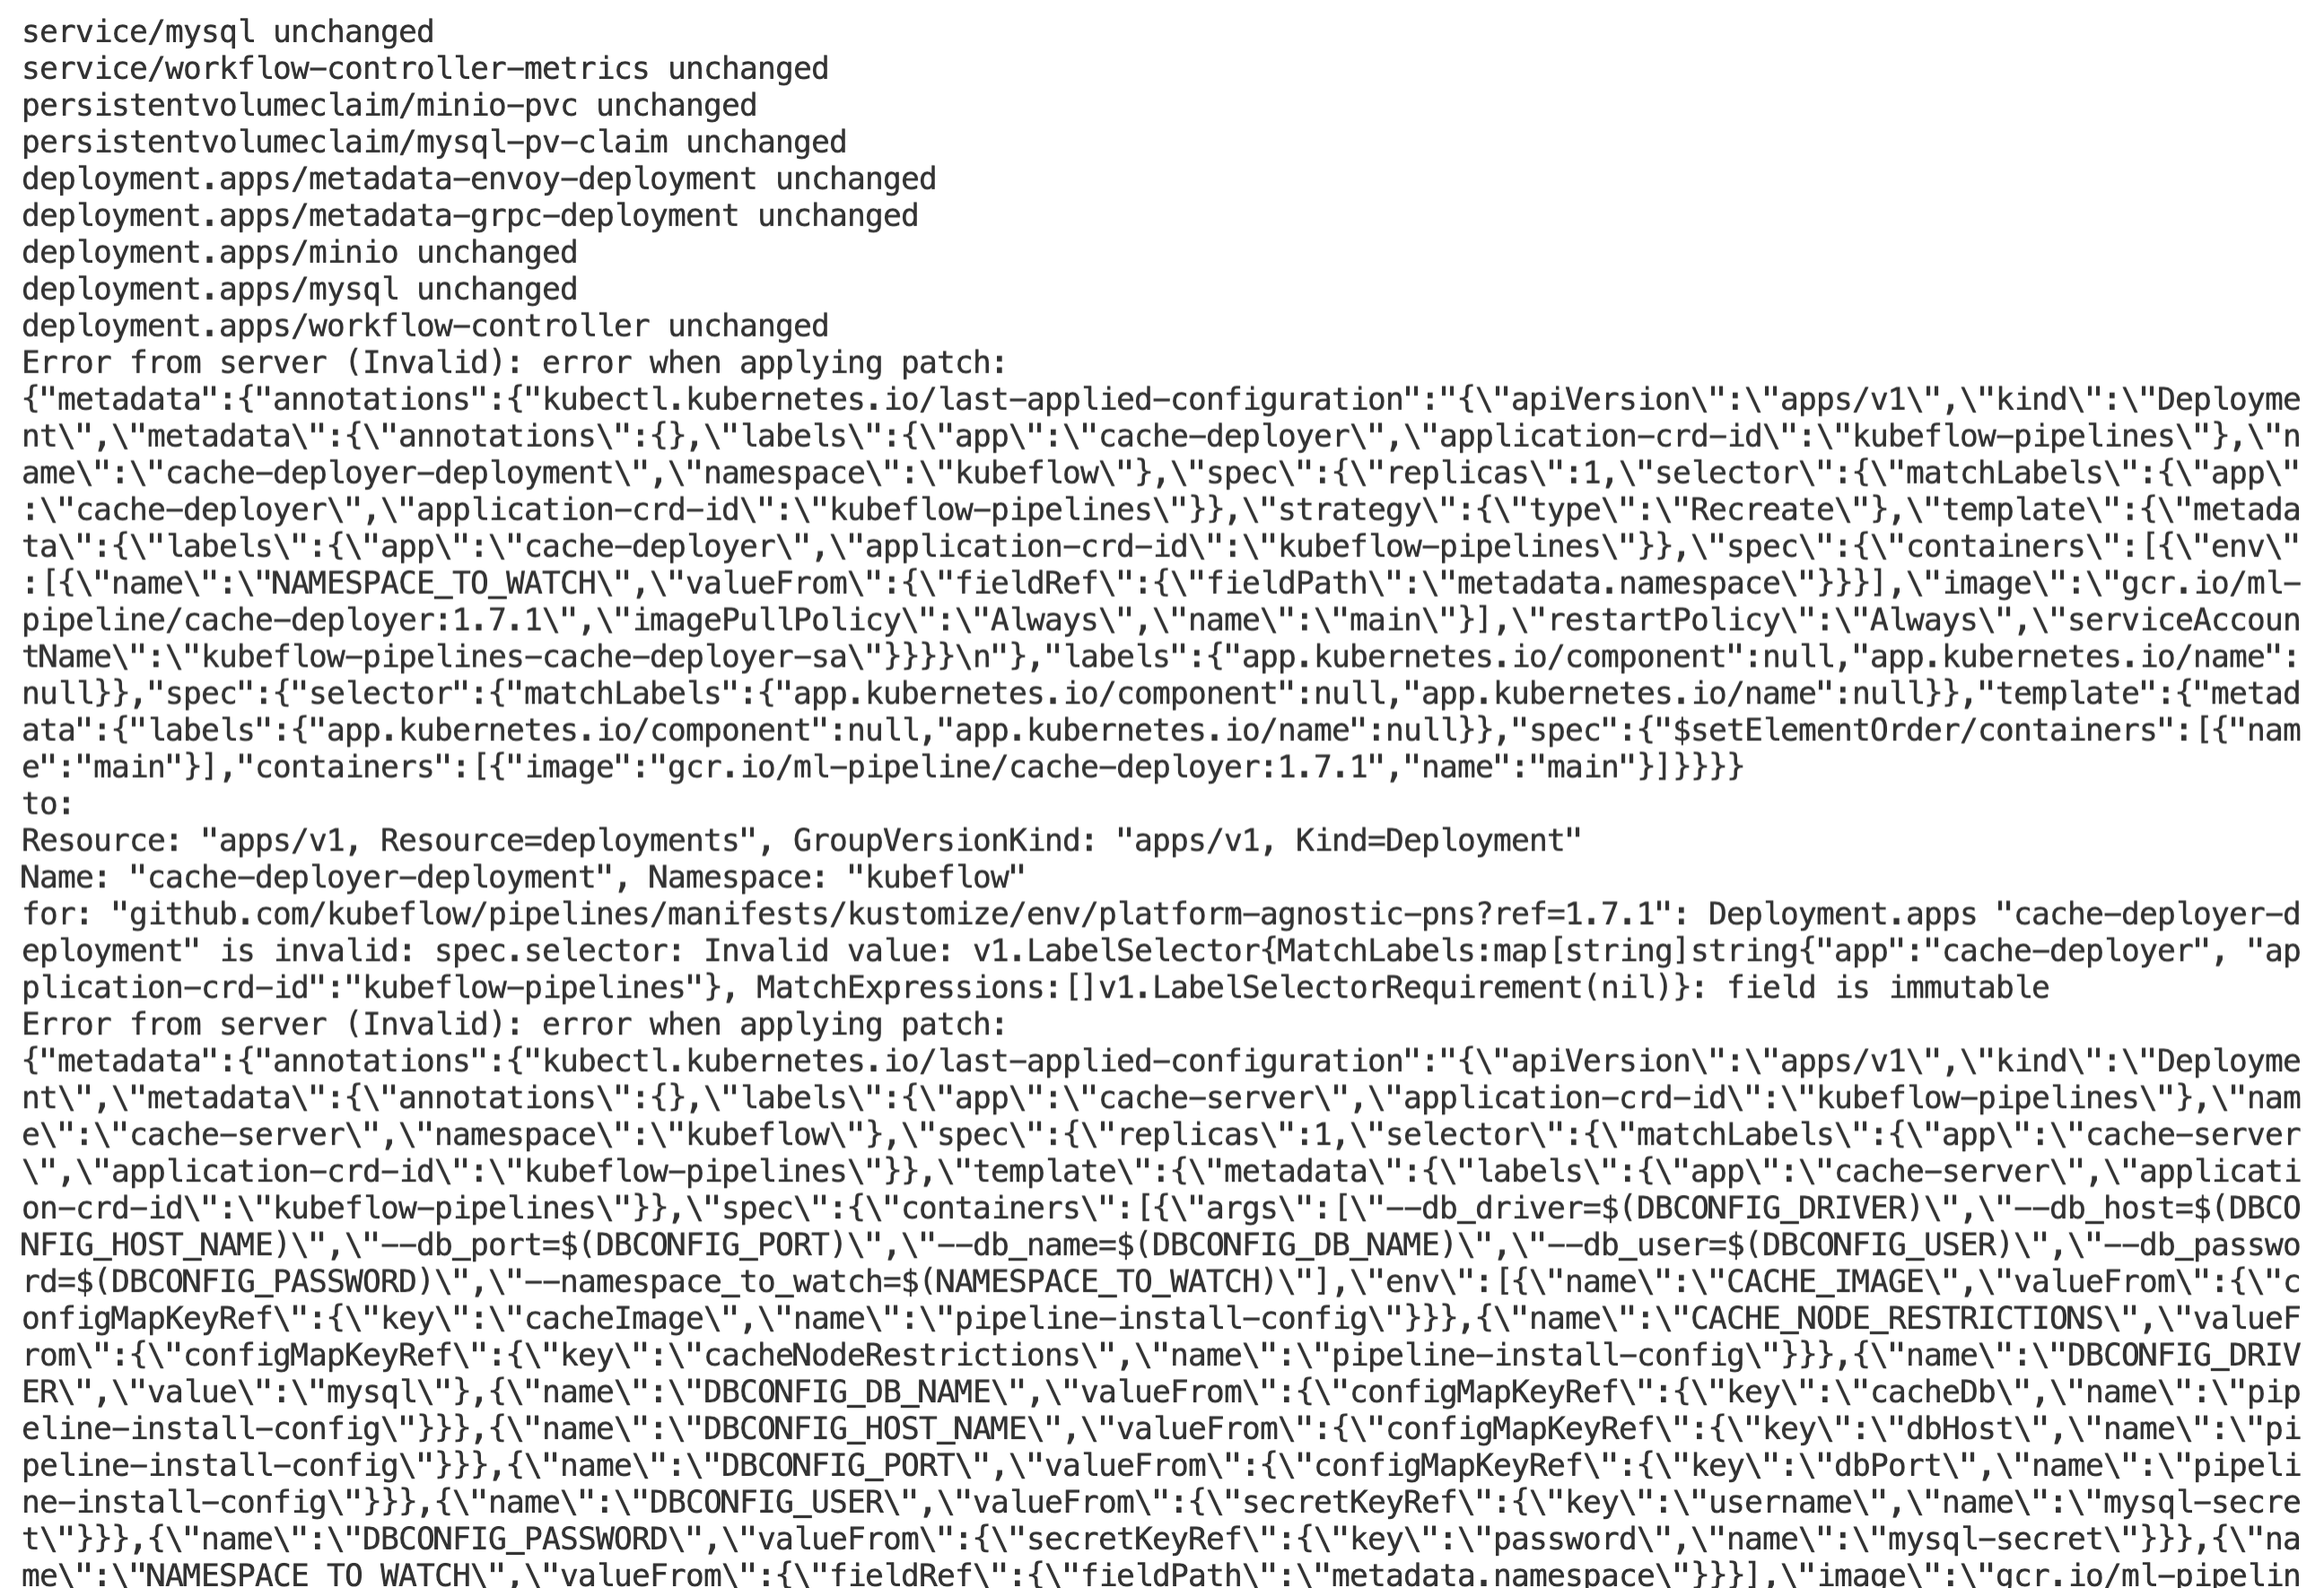 service/mysql unchanged
service/workflow-controller-metrics unchanged
persistentvolumeclaim/minio-pvc unchanged
persistentvolumeclaim/mysql-pv-claim unchanged
deployment.apps/metadata-envoy-deployment unchanged
deployment.apps/metadata-grpc-deployment unchanged
deployment.apps/minio unchanged
deployment.apps/mysql unchanged
deployment.apps/workflow-controller unchanged
Error from server (Invalid): error when applying patch:
{"metadata":{"annotations":{"kubectl.kubernetes.io/last-applied-configuration":"{\"apiVersion\":\"apps/v1\",\"kind\":\"Deployme
nt\",\"metadata\":{\"annotations\":{},\"labels\":{\"app\":\"cache-deployer\",\"application-crd-id\":\"kubeflow-pipelines\"},\"n
ame\":\"cache-deployer-deployment\",\"namespace\":\"kubeflow\"},\"spec\":{\"replicas\":1,\"selector\":{\"matchLabels\":{\"app\"
:\"cache-deployer\",\"application-crd-id\":\"kubeflow-pipelines\"}},\"strategy\":{\"type\":\"Recreate\"},\"template\":{\"metada
ta\":{\"labels\":{\"app\":\"cache-deployer\",\"application-crd-id\":\"kubeflow-pipelines\"}},\"spec\":{\"containers\":[{\"env\"
:[{\"name\":\"NAMESPACE_TO_WATCH\",\"valueFrom\":{\"fieldRef\":{\"fieldPath\":\"metadata.namespace\"}}}],\"image\":\"gcr.io/ml-
pipeline/cache-deployer:1.7.1\",\"imagePullPolicy\":\"Always\",\"name\":\"main\"}],\"restartPolicy\":\"Always\",\"serviceAccoun
tName\":\"kubeflow-pipelines-cache-deployer-sa\"}}}}\n"},"labels":{"app.kubernetes.io/component":null,"app.kubernetes.io/name":
null}},"spec":{"selector":{"matchLabels":{"app.kubernetes.io/component":null,"app.kubernetes.io/name":null}},"template":{"metad
ata":{"labels":{"app.kubernetes.io/component":null,"app.kubernetes.io/name":null}},"spec":{"$setElementOrder/containers":[{"nam
e":"main"}],"containers":[{"image":"gcr.io/ml-pipeline/cache-deployer:1.7.1","name":"main"}]}}}}
to:
Resource: "apps/v1, Resource=deployments", GroupVersionKind: "apps/v1, Kind=Deployment"
Name: "cache-deployer-deployment", Namespace: "kubeflow"
for: "github.com/kubeflow/pipelines/manifests/kustomize/env/platform-agnostic-pns?ref=1.7.1": Deployment.apps "cache-deployer-d
eployment" is invalid: spec.selector: Invalid value: v1.LabelSelector{MatchLabels:map[string]string{"app":"cache-deployer", "ap
plication-crd-id":"kubeflow-pipelines"}, MatchExpressions:[]v1.LabelSelectorRequirement(nil)}: field is immutable
Error from server (Invalid): error when applying patch:
{"metadata":{"annotations":{"kubectl.kubernetes.io/last-applied-configuration":"{\"apiVersion\":\"apps/v1\",\"kind\":\"Deployme
nt\",\"metadata\":{\"annotations\":{},\"labels\":{\"app\":\"cache-server\",\"application-crd-id\":\"kubeflow-pipelines\"},\"nam
e\":\"cache-server\",\"namespace\":\"kubeflow\"},\"spec\":{\"replicas\":1,\"selector\":{\"matchLabels\":{\"app\":\"cache-server
\",\"application-crd-id\":\"kubeflow-pipelines\"}},\"template\":{\"metadata\":{\"labels\":{\"app\":\"cache-server\",\"applicati
on-crd-id\":\"kubeflow-pipelines\"}},\"spec\":{\"containers\":[{\"args\":[\"--db_driver=$(DBCONFIG_DRIVER)\",\"--db_host=$(DBCO
NFIG_HOST_NAME)\",\"--db_port=$(DBCONFIG_PORT)\",\"--db_name=$(DBCONFIG_DB_NAME)\",\"--db_user=$(DBCONFIG_USER)\",\"--db_passwo
rd=$(DBCONFIG_PASSWORD)\",\"--namespace_to_watch=$(NAMESPACE_TO_WATCH)\"],\"env\":[{\"name\":\"CACHE_IMAGE\",\"valueFrom\":{\"c
onfigMapKeyRef\":{\"key\":\"cacheImage\",\"name\":\"pipeline-install-config\"}}},{\"name\":\"CACHE_NODE_RESTRICTIONS\",\"valueF
rom\":{\"configMapKeyRef\":{\"key\":\"cacheNodeRestrictions\",\"name\":\"pipeline-install-config\"}}},{\"name\":\"DBCONFIG_DRIV
ER\",\"value\":\"mysql\"},{\"name\":\"DBCONFIG_DB_NAME\",\"valueFrom\":{\"configMapKeyRef\":{\"key\":\"cacheDb\",\"name\":\"pip
eline-install-config\"}}},{\"name\":\"DBCONFIG_HOST_NAME\",\"valueFrom\":{\"configMapKeyRef\":{\"key\":\"dbHost\",\"name\":\"pi
peline-install-config\"}}},{\"name\":\"DBCONFIG_PORT\",\"valueFrom\":{\"configMapKeyRef\":{\"key\":\"dbPort\",\"name\":\"pipeli
ne-install-config\"}}},{\"name\":\"DBCONFIG_USER\",\"valueFrom\":{\"secretKeyRef\":{\"key\":\"username\",\"name\":\"mysql-secre
t\"}}},{\"name\":\"DBCONFIG_PASSWORD\",\"valueFrom\":{\"secretKeyRef\":{\"key\":\"password\",\"name\":\"mysql-secret\"}}},{\"na
me\":\"NAMESPACE_TO_WATCH\",\"valueFrom\":{\"fieldRef\":{\"fieldPath\":\"metadata.namespace\"}}}],\"image\":\"gcr.io/ml-pipelin